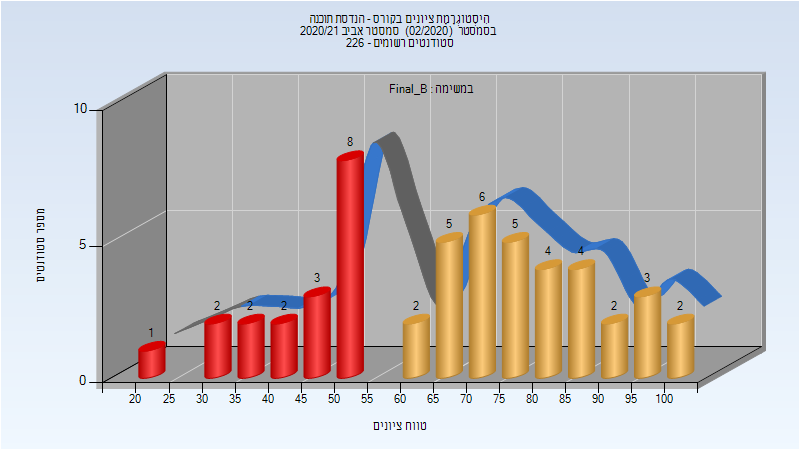 היסטוגרמת ציונים בקורס - הנדסת תוכנה
בסמסטר (02/2020) סמסטר אביב 2020/21
סטודנטים רשומים - 226
במשימה : Final_B
מספר סטודנטים
10
5
0
1
2
2
2
3
8
2
5
6
5
4
4
2
3
2
20 25 30 35 40 45 50 55 60 65 70 75 80 85 90 95 100
טווח ציונים